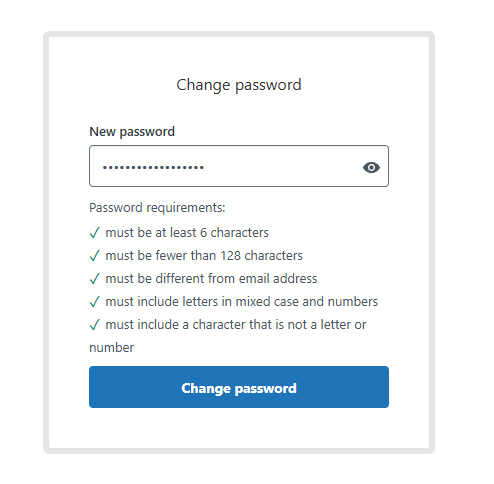 Change password
New password
••••••••••••••••••
Password requirements:
✓ must be at least 6 characters
✓ must be fewer than 128 characters
✓ must be different from email address
✓ must include letters in mixed case and numbers
✓ must include a character that is not a letter or
number
Change password